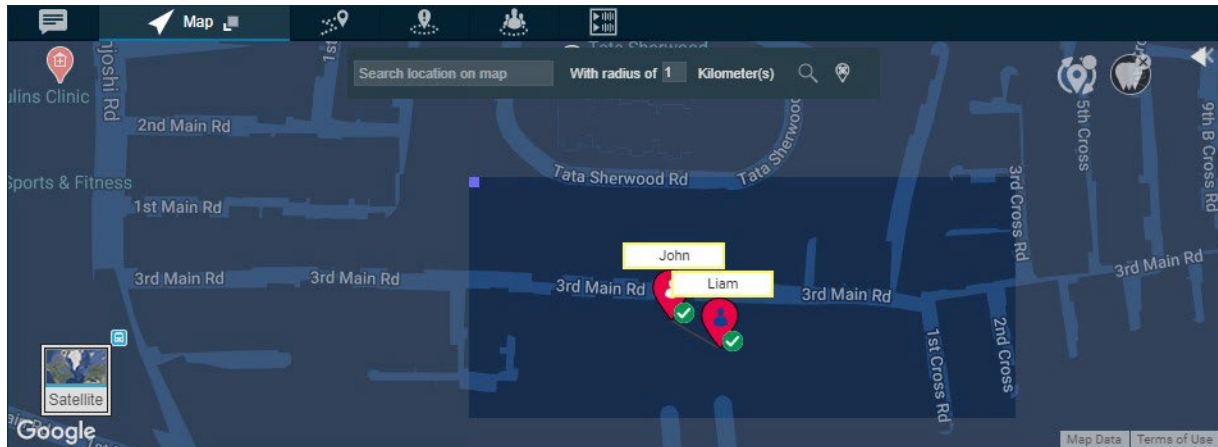 Map
Tata Sherwood
Search location on map
With radius of 1 Kilometer(s)
njoshi Rd
1st
ulins Clinic
2nd Main Rd
5th Cross
9th B Cross Rd
Sports & Fitness
Tata Sherwood Rd
Tata Sherwoo
3rd Cross Rd
1st Main Rd
John
Liam
3rd Main Rd
3rd Main Rd
3rd Main Rd
3rd Main Rd
3rd Main Rd
1st Cross Rd
2nd Cross
Satellite
Google
Map Data
Terms of Use